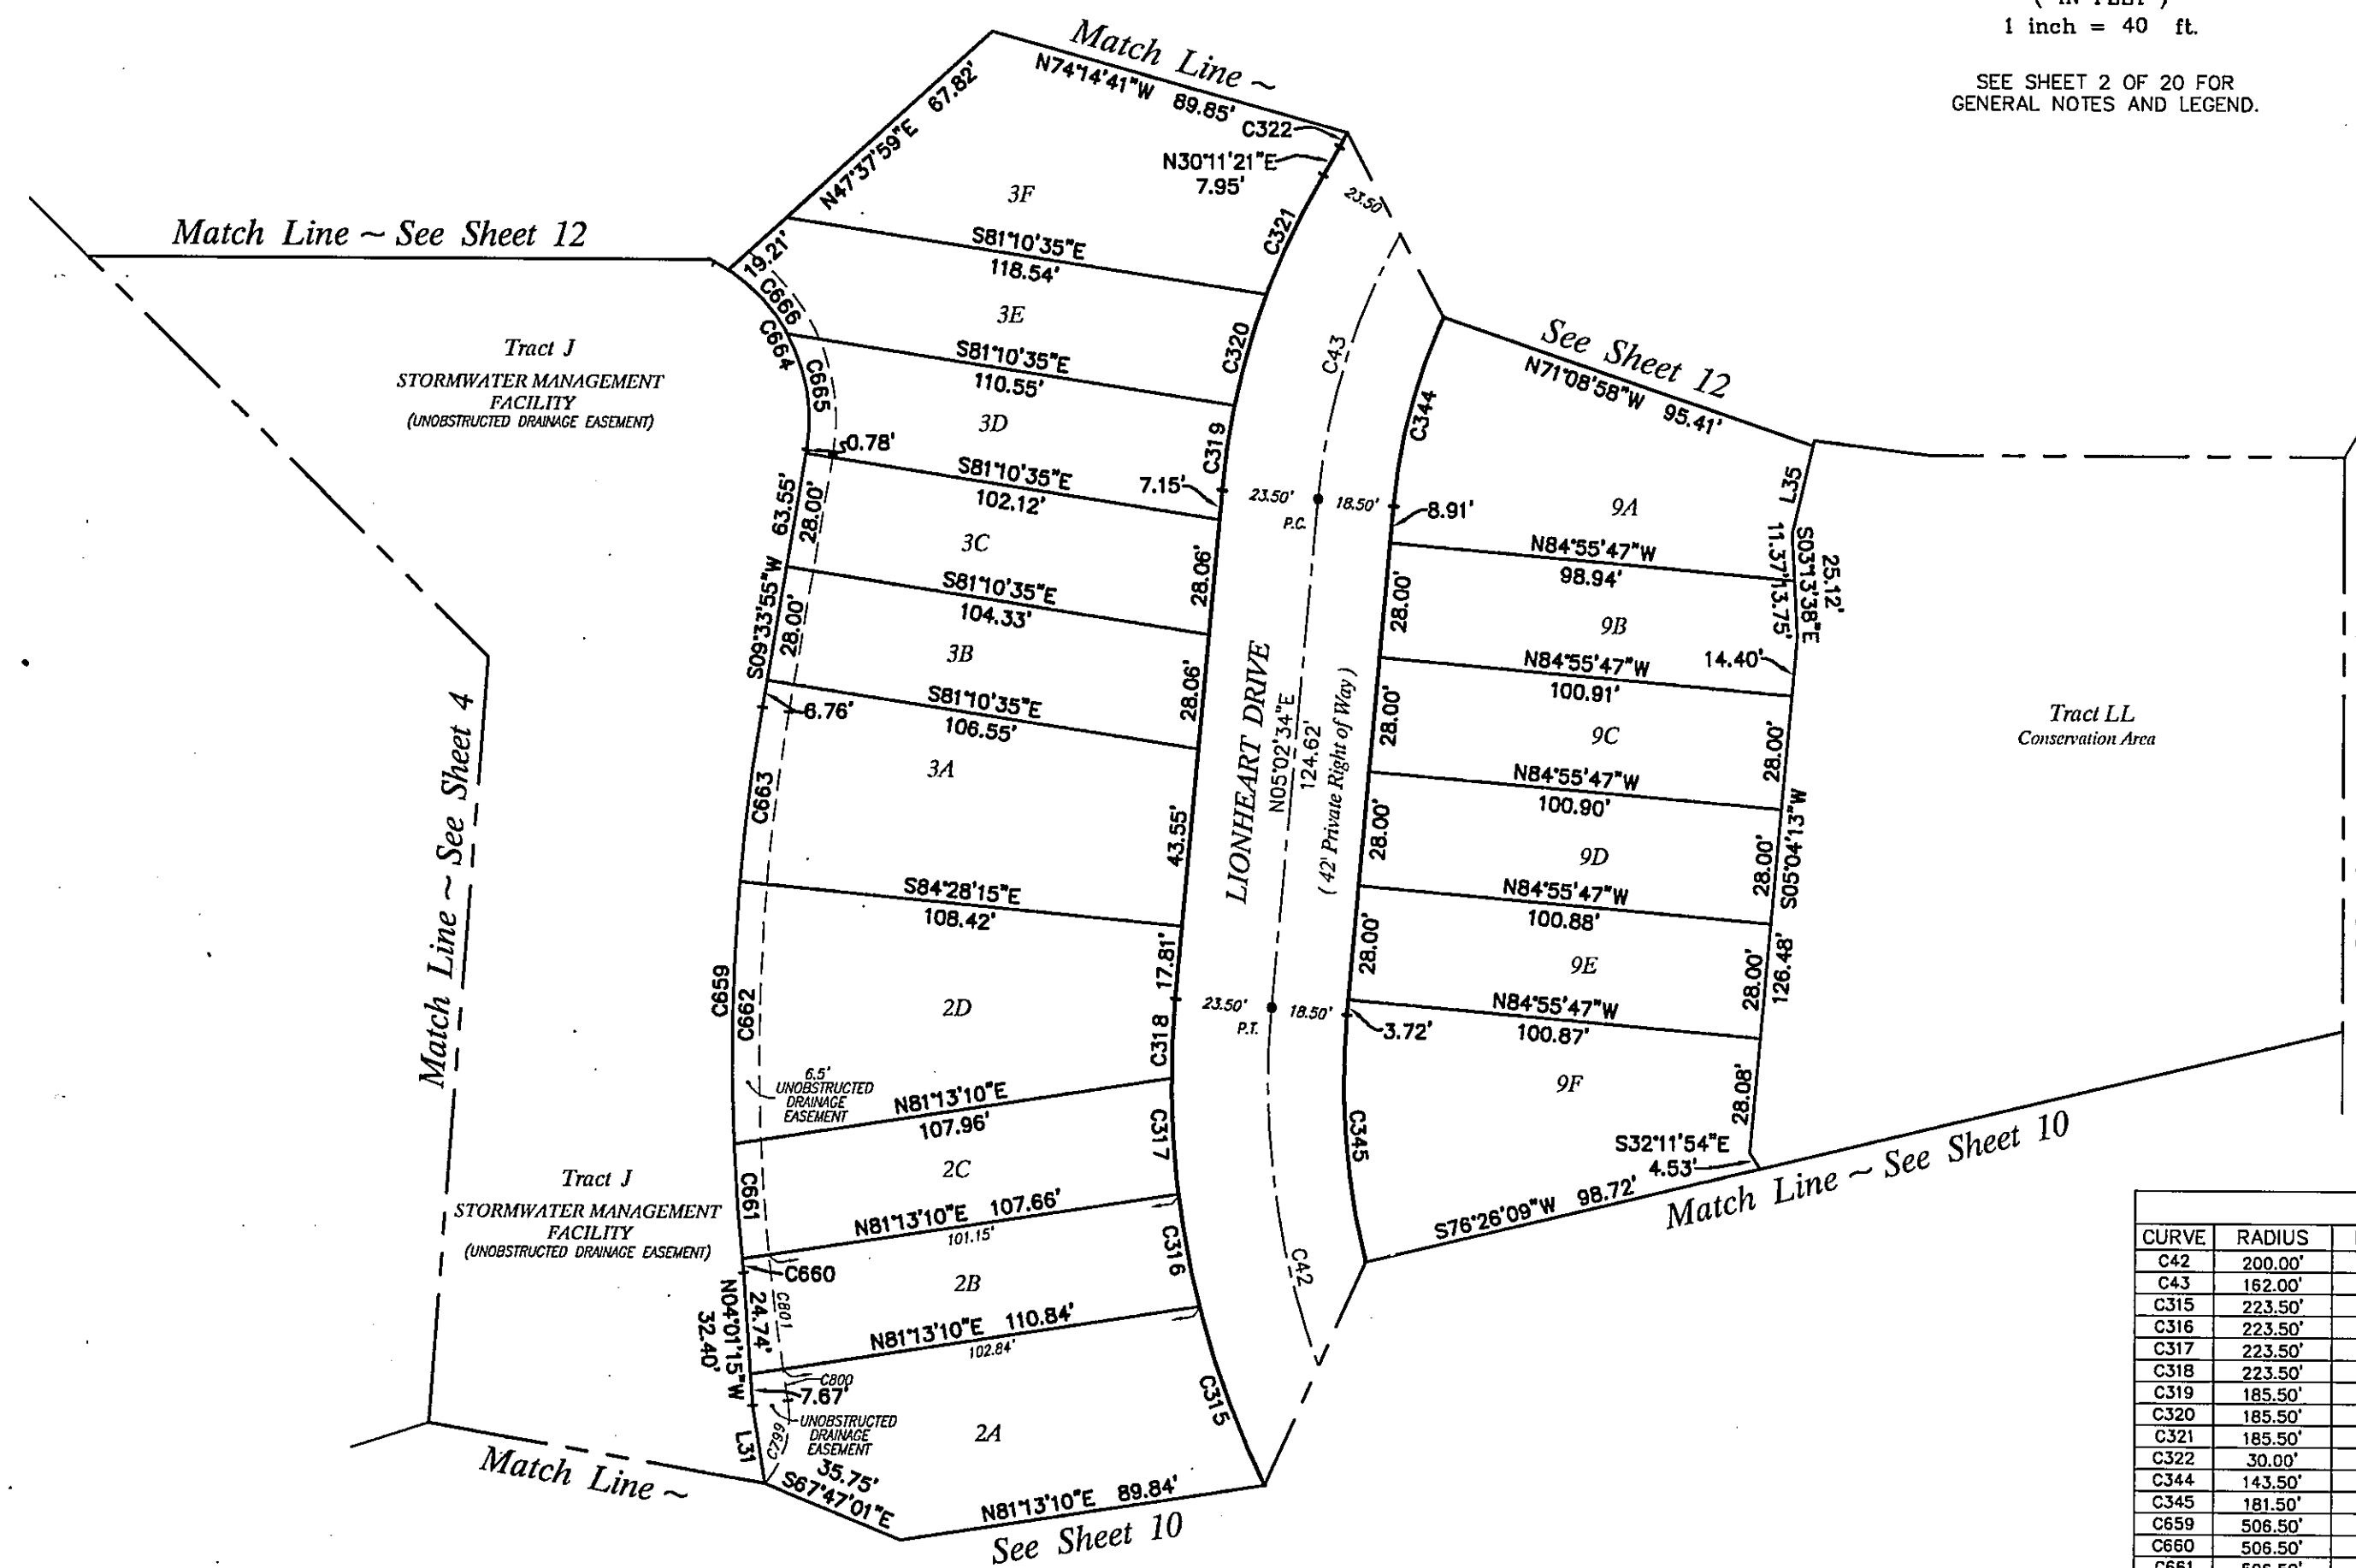 ( IN FEET )
1 inch = 40 ft.
SEE SHEET 2 OF 20 FOR
GENERAL NOTES AND LEGEND.
Match Line ~
N74°14'41"W 89.85'
C322
N30°11'21"E
7.95'
23.50'
N47°37'59"E 67.82'
3F
C321
Match Line ~ See Sheet 12
19.21'
S81°10'35"E
118.54'
C666
C664
3E
C320
C43
See Sheet 12
N71°08'58"W 95.41'
Tract J
STORMWATER MANAGEMENT
FACILITY
(UNOBSTRUCTED DRAINAGE EASEMENT)
C665
S81°10'35"E
110.55'
C344
3D
0.78'
C319
L35
S81°10'35"E
102.12'
7.15'
23.50'
P.C.
18.50'
8.91'
9A
63.55'
28.00'
3C
N84°55'47"W
98.94'
11.37'
S03°13'38"E
25.12'
13.75'
S09°33'55"W
S81°10'35"E
104.33'
28.06'
28.00'
9B
28.00'
3B
N84°55'47"W
100.91'
14.40'
6.76'
S81°10'35"E
106.55'
28.06'
28.00'
9C
28.00'
Tract LL
Conservation Area
3A
C663
43.55'
LIONHEART DRIVE
N05°02'34"E
124.62'
( 42' Private Right of Way )
N84°55'47"W
100.90'
28.00'
9D
28.00'
S05°04'13"W
126.48'
Match Line ~ See Sheet 4
S84°28'15"E
108.42'
N84°55'47"W
100.88'
28.00'
9E
28.00'
C659
C662
17.81'
2D
23.50'
P.T.
18.50'
3.72'
N84°55'47"W
100.87'
C318
6.5'
UNOBSTRUCTED
DRAINAGE
EASEMENT
N81°13'10"E
107.96'
9F
28.08'
C317
C345
S32°11'54"E
4.53'
2C
Tract J
STORMWATER MANAGEMENT
FACILITY
(UNOBSTRUCTED DRAINAGE EASEMENT)
C661
N81°13'10"E 107.66'
101.15'
S76°26'09"W 98.72'
Match Line ~ See Sheet 10
C316
C42
C660
2B
N04°01'15"W
32.40'
24.74'
C801
N81°13'10"E 110.84'
102.84'
C800
7.67'
C315
UNOBSTRUCTED
DRAINAGE
EASEMENT
C799
L31
2A
Match Line ~
35.75'
S67°47'01"E
N81°13'10"E 89.84'
See Sheet 10
CURVE RADIUS
C42 200.00'
C43 162.00'
C315 223.50'
C316 223.50'
C317 223.50'
C318 223.50'
C319 185.50'
C320 185.50'
C321 185.50'
C322 30.00'
C344 143.50'
C345 181.50'
C659 506.50'
C660 506.50'
C661 506.50'